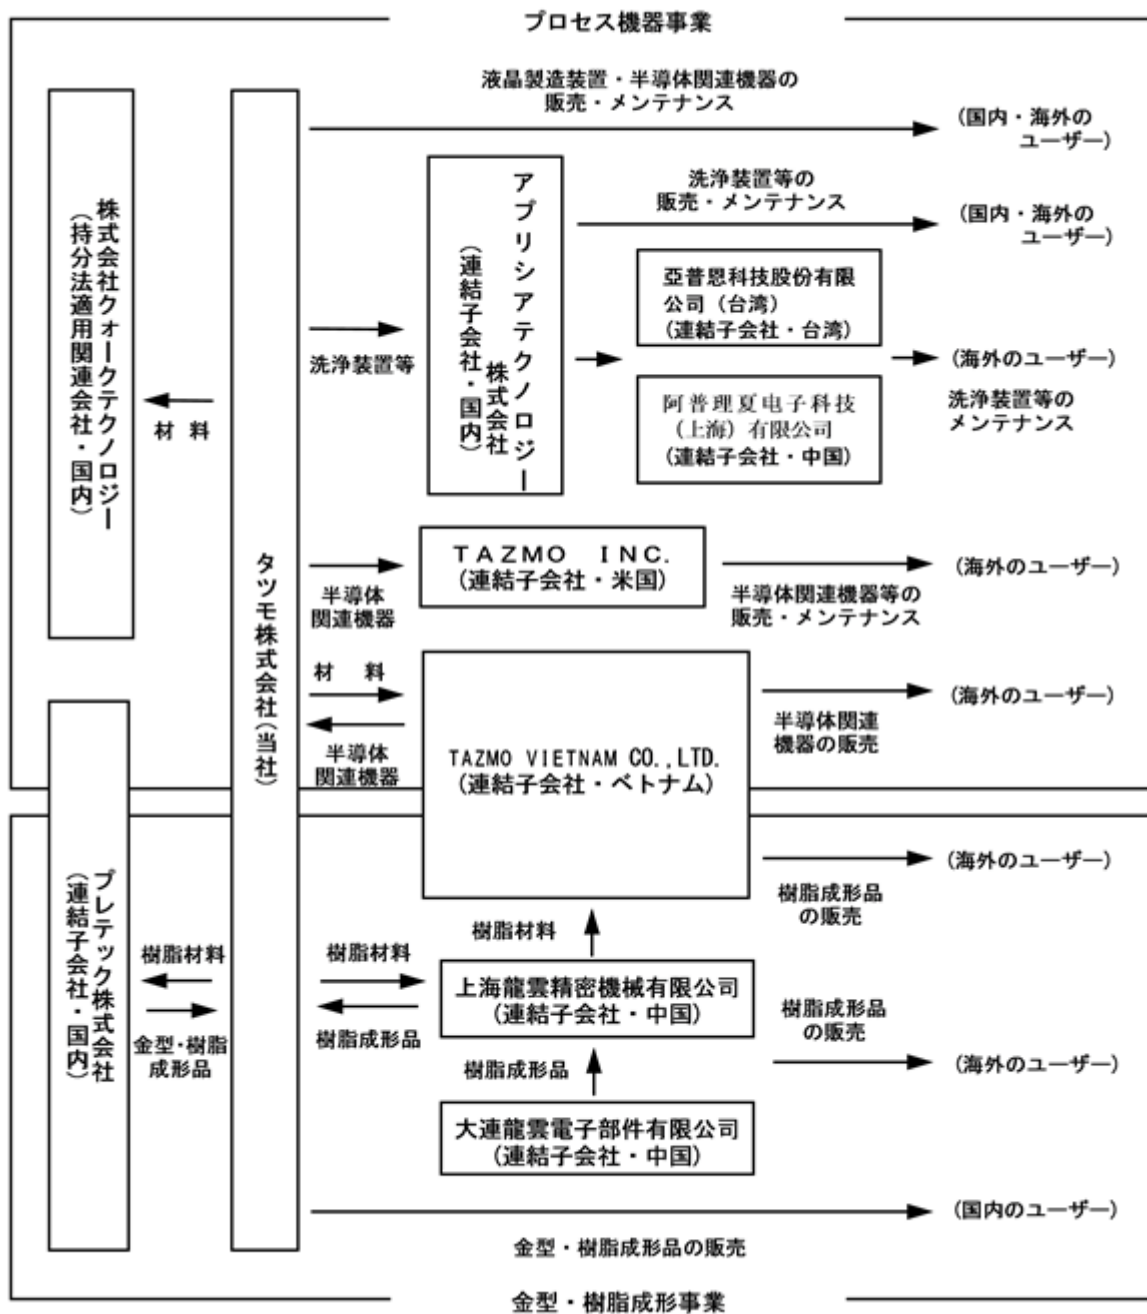 プロセス機器事業
液晶製造装置・半導体関連機器の
販売・メンテナンス
(国内・海外の
ユーザー)
株式会社クォークテクノロジー
(持分法適用関連会社・国内)
材 料
タツモ株式会社(当社)
洗浄装置等
アプリシアテクノロジー
株式会社
(連結子会社・国内)
洗浄装置等の
販売・メンテナンス
(国内・海外の
ユーザー)
亞普恩科技股份有限
公司(台湾)
(連結子会社・台湾)
阿普理夏电子科技
(上海)有限公司
(連結子会社・中国)
(海外のユーザー)
洗浄装置等の
メンテナンス
半導体
関連機器
TAZMO INC.
(連結子会社・米国)
(海外のユーザー)
半導体関連機器等の
販売・メンテナンス
材 料
半導体
関連機器
TAZMO VIETNAM CO.,LTD.
(連結子会社・ベトナム)
(海外のユーザー)
半導体関連
機器の販売
(海外のユーザー)
樹脂成形品
の販売
プレテック株式会社
(連結子会社・国内)
樹脂材料
金型・樹脂
成形品
樹脂材料
樹脂成形品
樹脂材料
上海龍雲精密機械有限公司
(連結子会社・中国)
樹脂成形品
の販売
(海外のユーザー)
樹脂成形品
大連龍雲電子部件有限公司
(連結子会社・中国)
(国内のユーザー)
金型・樹脂成形品の販売
金型・樹脂成形事業